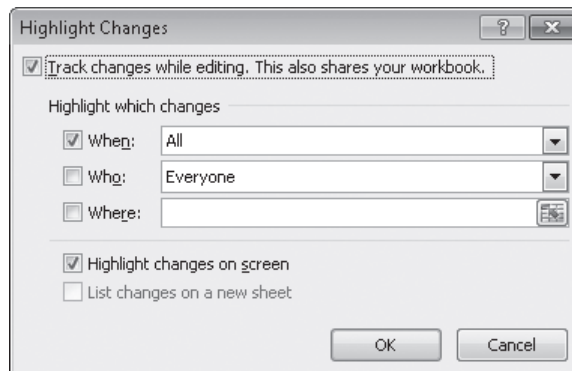 Highlight Changes
Track changes while editing. This also shares your workbook.
Highlight which changes
When: All
Who: Everyone
Where:
Highlight changes on screen
List changes on a new sheet
OK Cancel